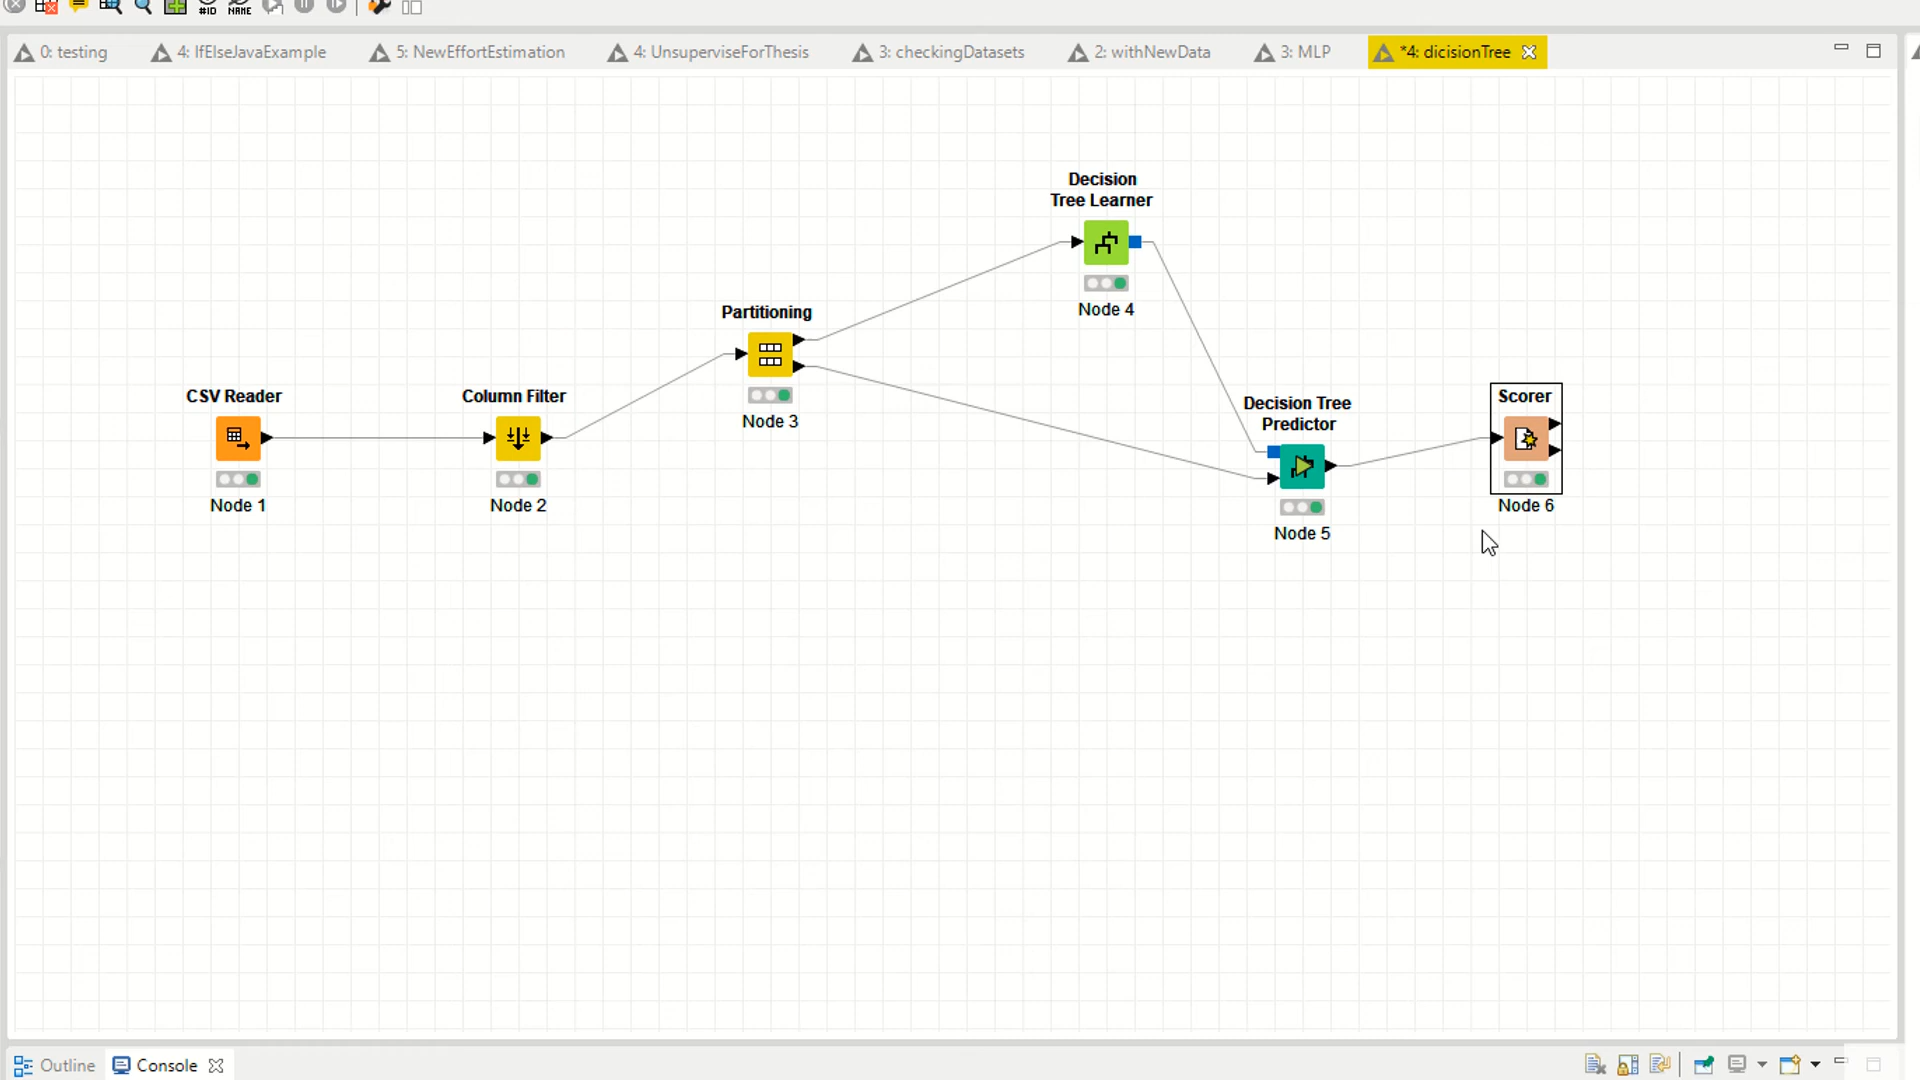 #ID
NAME
0: testing
4: IfElseJavaExample
5: NewEffortEstimation
4: UnsuperviseForThesis
3: checkingDatasets
2: withNewData
3: MLP
*4: dicisionTree
Decision
Tree Learner
Node 4
Partitioning
Node 3
CSV Reader
Node 1
Column Filter
Node 2
Decision Tree
Predictor
Node 5
Scorer
Node 6
Outline
Console